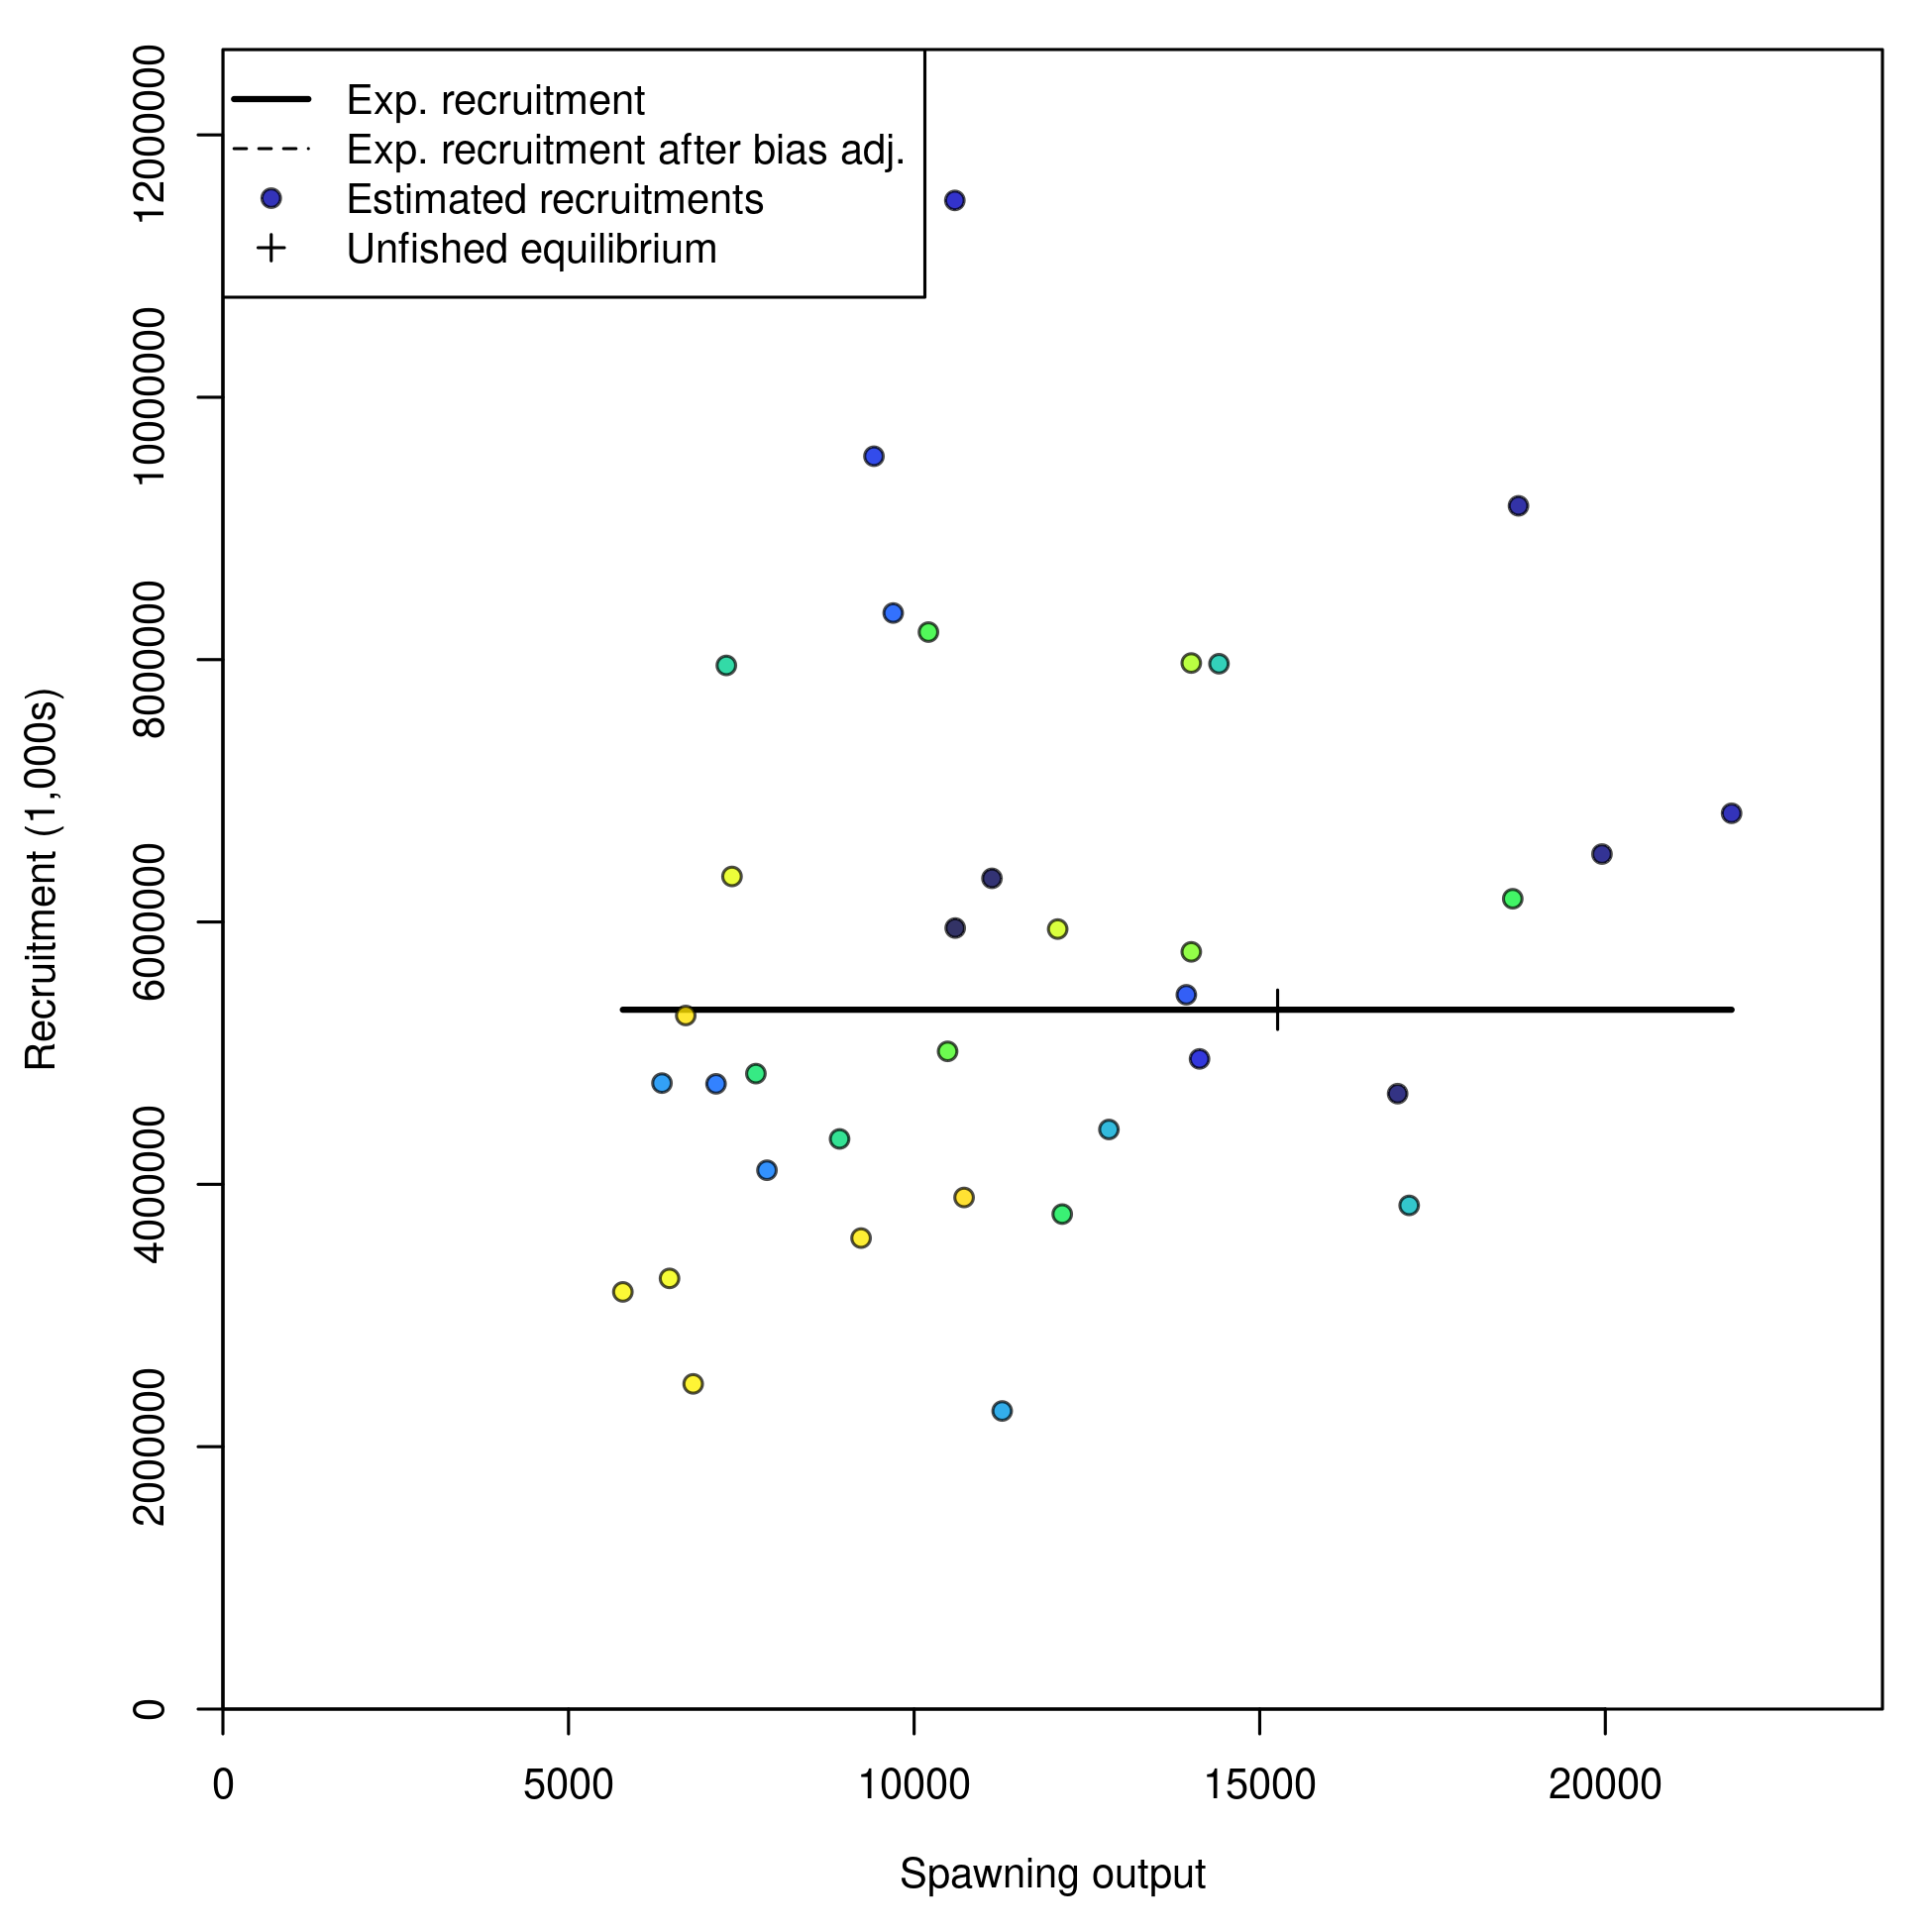 Exp. recruitment
Exp. recruitment after bias adj.
Estimated recruitments
Unfished equilibrium
Recruitment (1,000s)
12000000
10000000
8000000
6000000
4000000
2000000
0
0 5000 10000 15000 20000
Spawning output